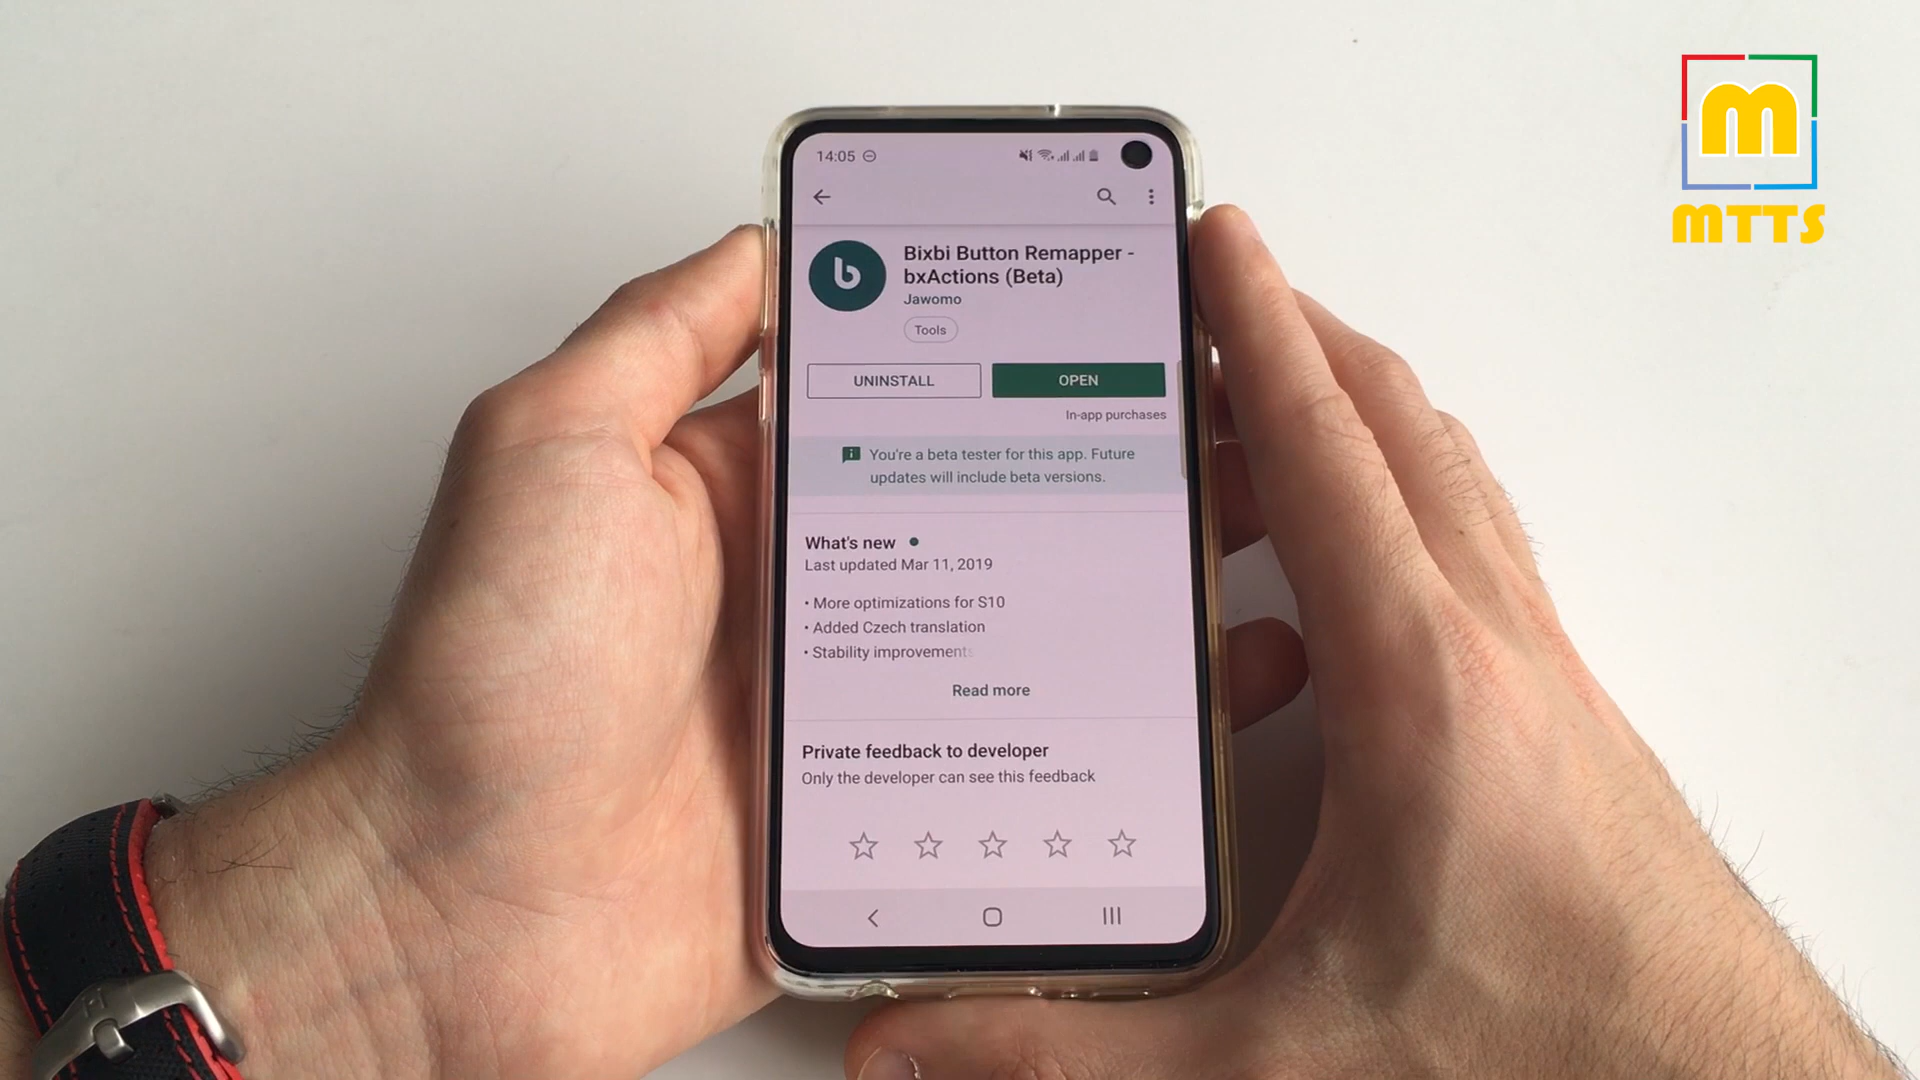 14:05
Bixbi Button Remapper -
bxActions (Beta)
Jawomo
Tools
UNINSTALL
OPEN
In-app purchases
You're a beta tester for this app. Future
updates will include beta versions.
What's new
Last updated Mar 11, 2019
• More optimizations for S10
• Added Czech translation
• Stability improvements
Read more
Private feedback to developer
Only the developer can see this feedback
m
MTTS